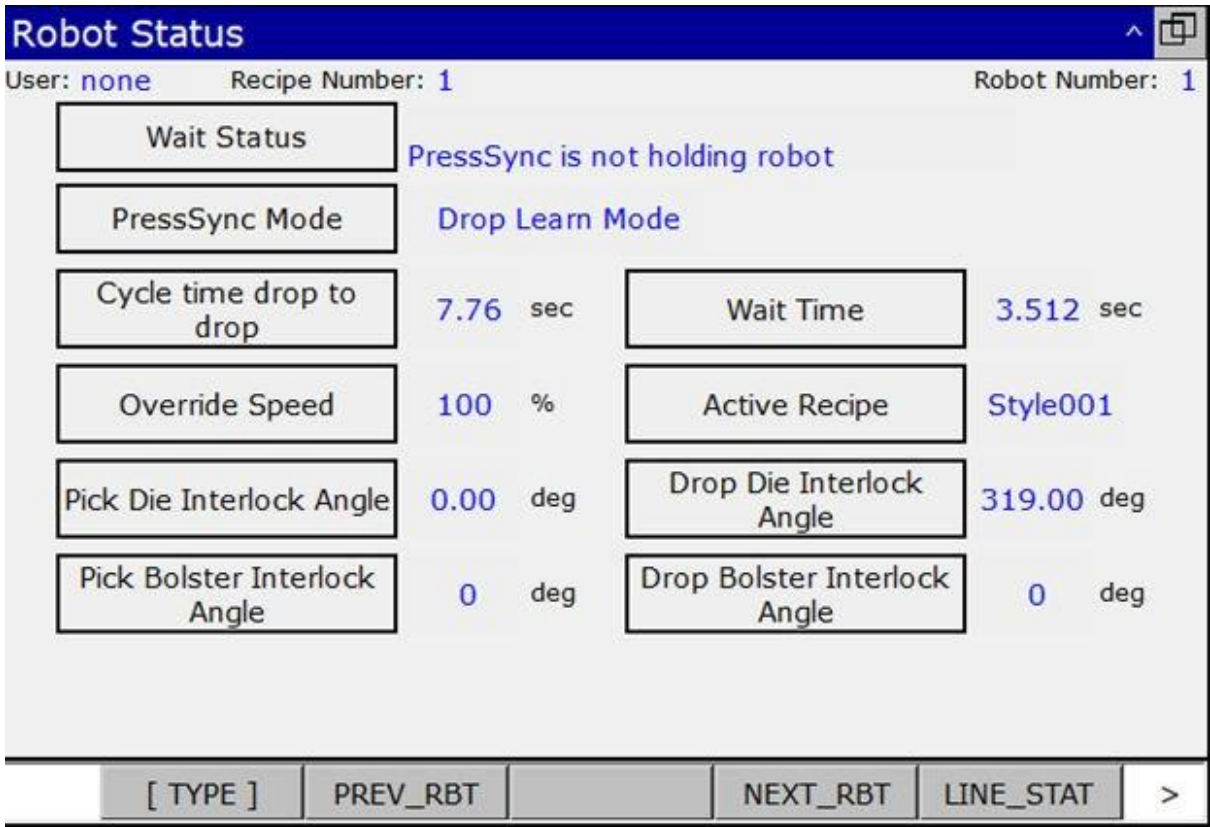 Robot Status ^
User: none Recipe Number: 1 Robot Number: 1
Wait Status PressSync is not holding robot
PressSync Mode Drop Learn Mode
Cycle time drop to
drop 7.76 sec Wait Time 3.512 sec
Override Speed 100 % Active Recipe Style001
Pick Die Interlock Angle 0.00 deg Drop Die Interlock
Angle 319.00 deg
Pick Bolster Interlock
Angle 0 deg Drop Bolster Interlock
Angle 0 deg
[ TYPE ] PREV_RBT NEXT_RBT LINE_STAT >